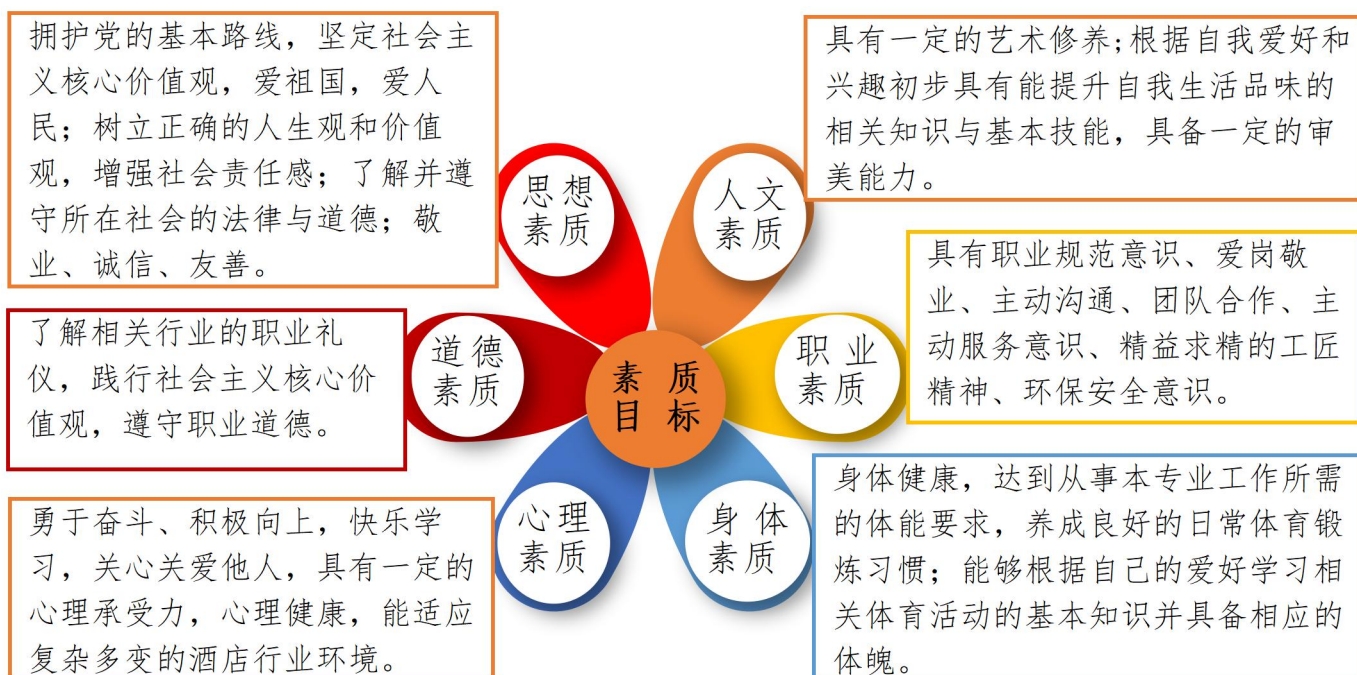 拥护党的基本路线，坚定社会主
义核心价值观，爱祖国，爱人
民；树立正确的人生观和价值
观，增强社会责任感；了解并遵
守所在社会的法律与道德；敬
业、诚信、友善。
具有一定的艺术修养;根据自我爱好和
兴趣初步具有能提升自我生活品味的
相关知识与基本技能，具备一定的审
美能力。
思想
素质
人文
素质
了解相关行业的职业礼
仪，践行社会主义核心价
值观，遵守职业道德。
道德
素质
素 质
目 标
职 业
素质
具有职业规范意识、爱岗敬
业、主动沟通、团队合作、主
动服务意识、精益求精的工匠
精神、环保安全意识。
勇于奋斗、积极向上，快乐学
习，关心关爱他人，具有一定的
心理承受力，心理健康，能适应
复杂多变的酒店行业环境。
心理
素质
身 体
素质
身体健康，达到从事本专业工作所需
的体能要求，养成良好的日常体育锻
炼习惯；能够根据自己的爱好学习相
关体育活动的基本知识并具备相应的
体魄。